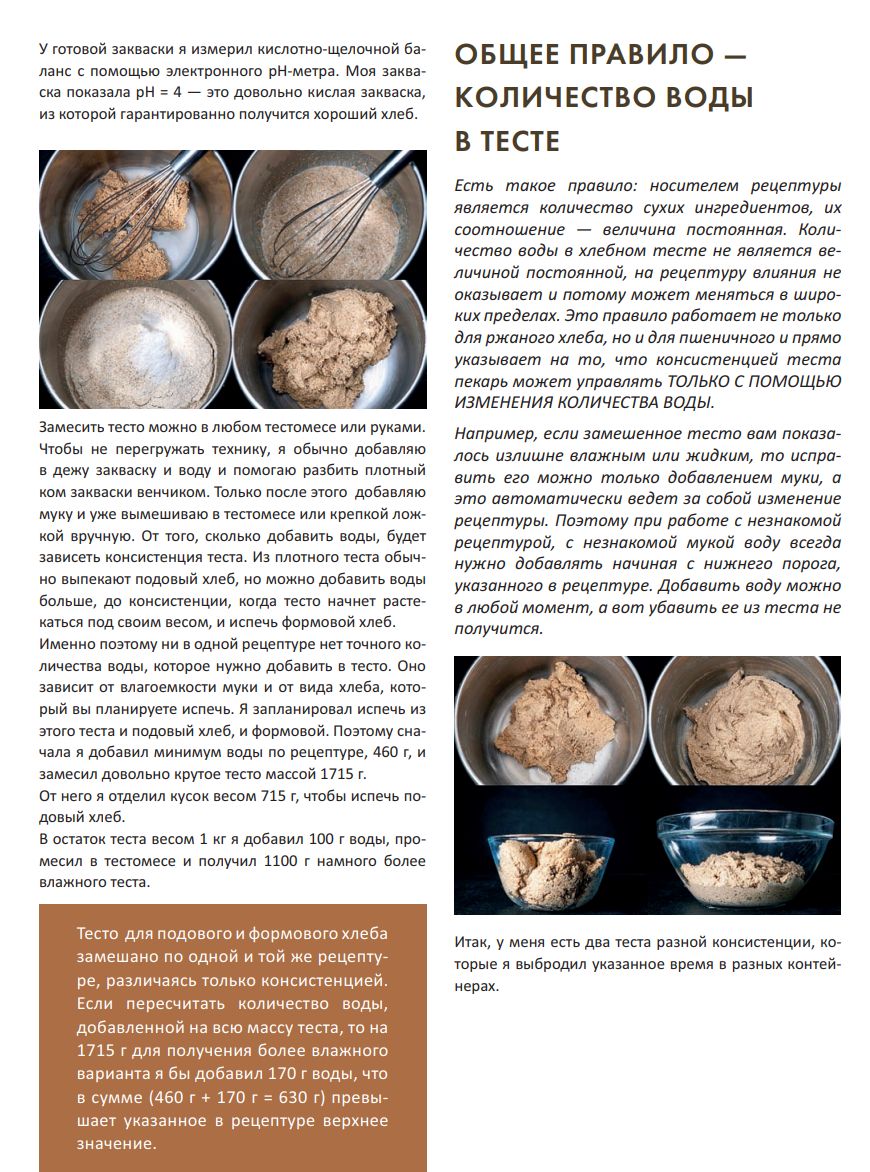 У готовой закваски я измерил кислотно-щелочной ба-
ланс с помощью электронного pH-метра. Моя заква-
ска показала pH = 4 — это довольно кислая закваска,
из которой гарантированно получится хороший хлеб.
Замесить тесто можно в любом тестомесе или руками.
Чтобы не перегружать технику, я обычно добавляю
в дежу закваску и воду и помогаю разбить плотный
ком закваски венчиком. Только после этого добавляю
муку и уже вымешиваю в тестомесе или крепкой лож-
кой вручную. От того, сколько добавить воды, будет
зависеть консистенция теста. Из плотного теста обыч-
но выпекают подовый хлеб, но можно добавить воды
больше, до консистенции, когда тесто начнет расте-
каться под своим весом, и испечь формовой хлеб.
Именно поэтому ни в одной рецептуре нет точного ко-
личества воды, которое нужно добавить в тесто. Оно
зависит от влагоемкости муки и от вида хлеба, кото-
рый вы планируете испечь. Я запланировал испечь из
этого теста и подовый хлеб, и формовой. Поэтому сна-
чала я добавил минимум воды по рецептуре, 460 г, и
замесил довольно крутое тесто массой 1715 г.
От него я отделил кусок весом 715 г, чтобы испечь по-
довый хлеб.
В остаток теста весом 1 кг я добавил 100 г воды, про-
месил в тестомесе и получил 1100 г намного более
влажного теста.
Тесто для подового и формового хлеба
замешано по одной и той же рецепту-
ре, различаясь только консистенцией.
Если пересчитать количество воды,
добавленной на всю массу теста, то на
1715 г для получения более влажного
варианта я бы добавил 170 г воды, что
в сумме (460 г + 170 г = 630 г) превы-
шает указанное в рецептуре верхнее
значение.
ОБЩЕЕ ПРАВИЛО —
КОЛИЧЕСТВО ВОДЫ
В ТЕСТЕ
Есть такое правило: носителем рецептуры
является количество сухих ингредиентов, их
соотношение — величина постоянная. Коли-
чество воды в хлебном тесте не является ве-
личиной постоянной, на рецептуру влияния не
оказывает и потому может меняться в широ-
ких пределах. Это правило работает не только
для ржаного хлеба, но и для пшеничного и прямо
указывает на то, что консистенцией теста
пекарь может управлять ТОЛЬКО С ПОМОЩЬЮ
ИЗМЕНЕНИЯ КОЛИЧЕСТВА ВОДЫ.
Например, если замешенное тесто вам показа-
лось излишне влажным или жидким, то испра-
вить его можно только добавлением муки, а
это автоматически ведет за собой изменение
рецептуры. Поэтому при работе с незнакомой
рецептурой, с незнакомой мукой воду всегда
нужно добавлять начиная с нижнего порога,
указанного в рецептуре. Добавить воду можно
в любой момент, а вот убавить ее из теста не
получится.
Итак, у меня есть два теста разной консистенции, ко-
торые я выбродил указанное время в разных контей-
нерах.